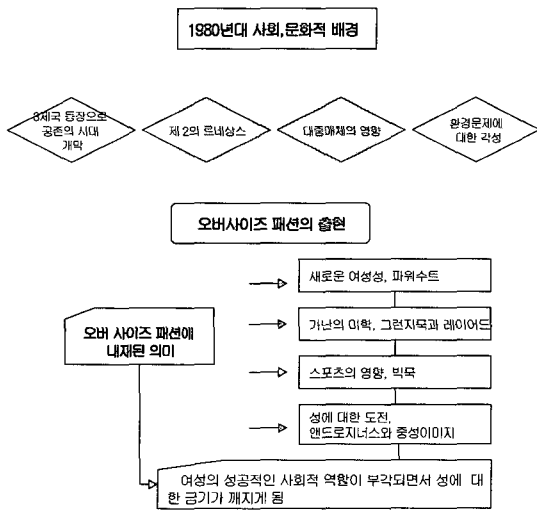 1980년대 사회,문화적 배경
3세국 등장으로
공존의 시대
개막
제 2의 르네상스
대중매체의 영향
환경문제에
대한 각성
오버사이즈 패션의 출현
새로운 여성성, 파워수트
가난의 미학, 그런지룩과 레이어드
스포츠의 영향, 빅룩
성에 대한 도전,
앤드로지너스와 중성이미지
오버 사이즈 패션에
내재된 의미
여성의 성공적인 사회적 역할이 부각되면서 성에 대
한 금기가 깨지게 됨